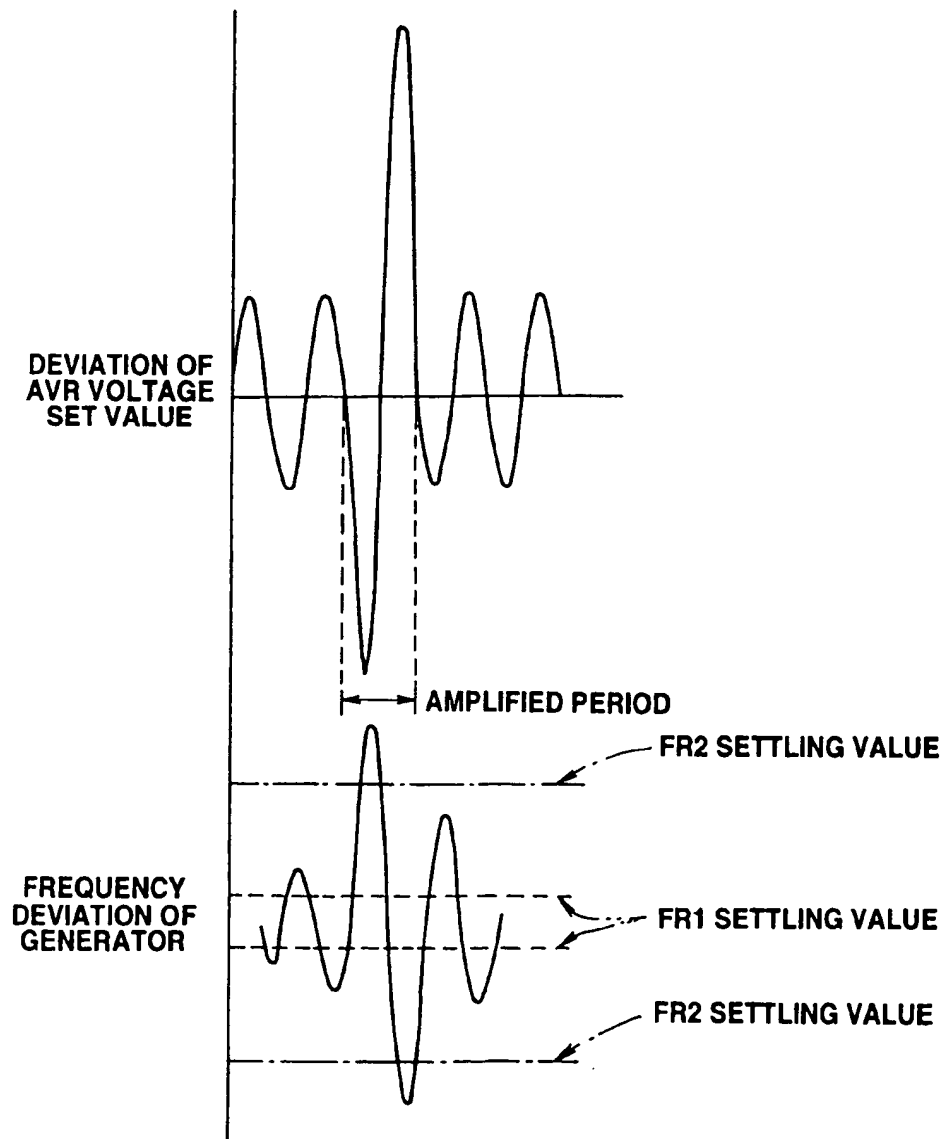 DEVIATION OF
AVR VOLTAGE
SET VALUE
AMPLIFIED PERIOD
FR2 SETTLING VALUE
FREQUENCY
DEVIATION OF
GENERATOR
FR1 SETTLING VALUE
FR2 SETTLING VALUE